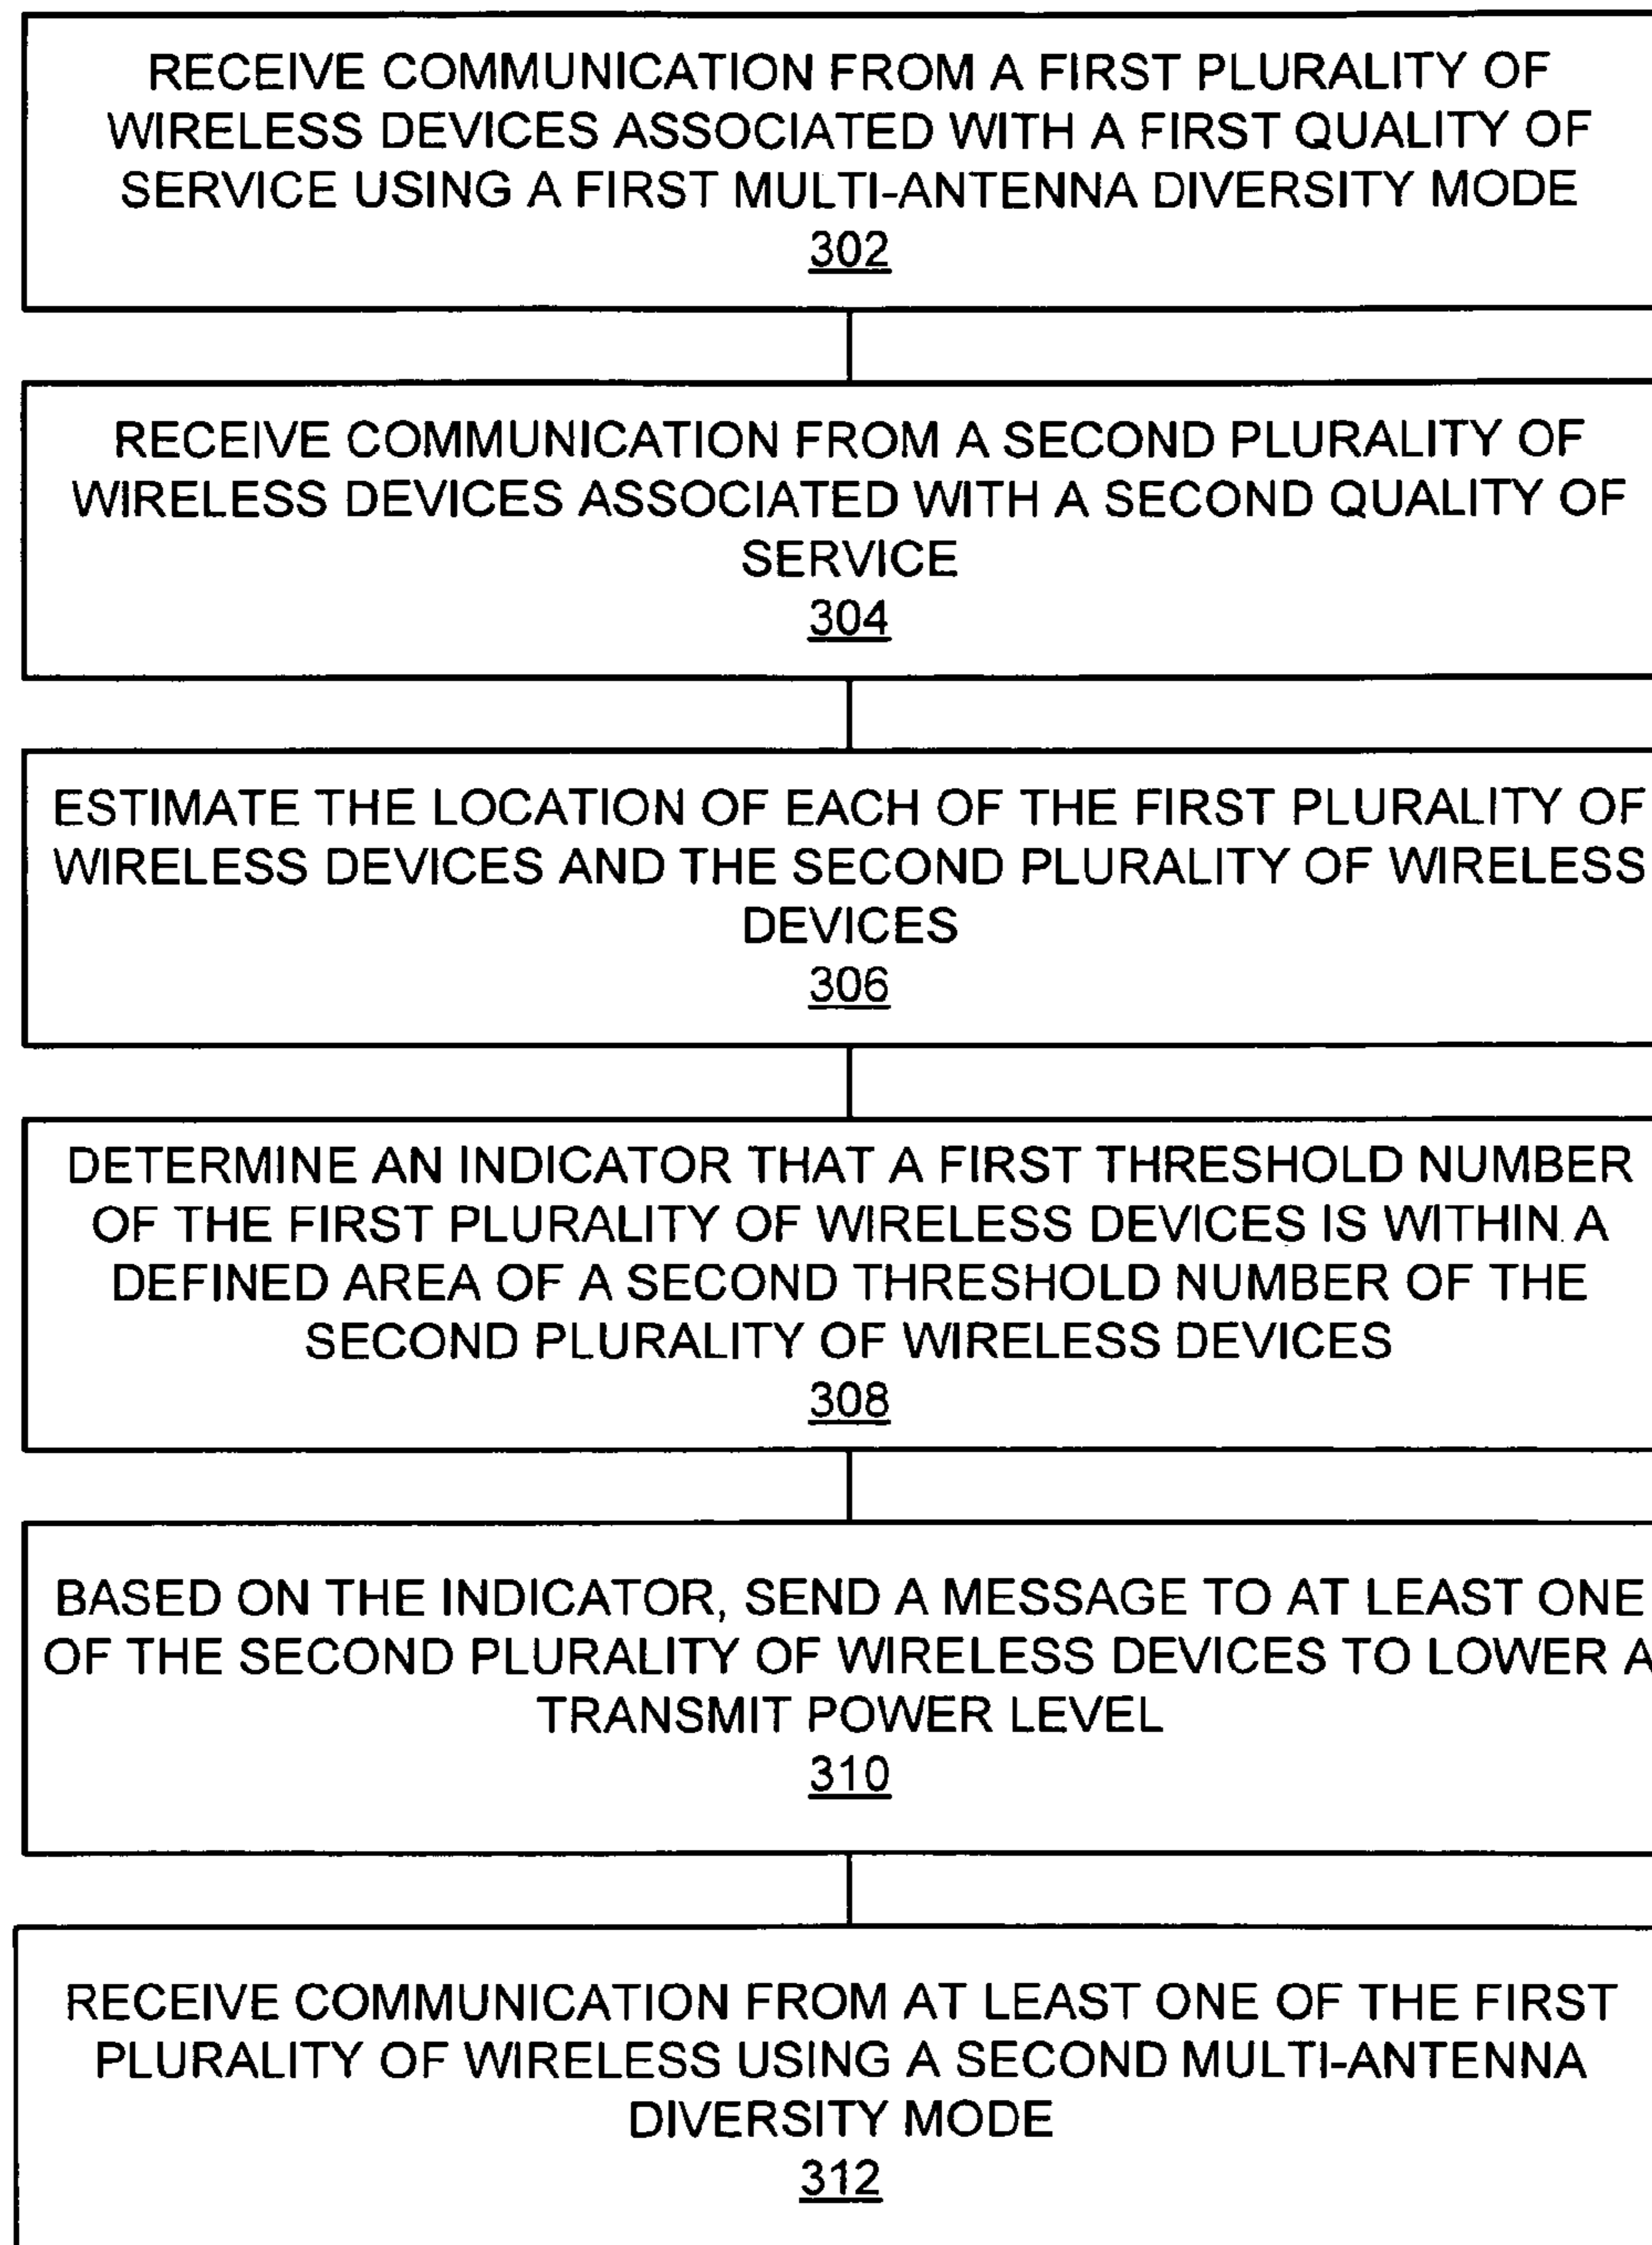 RECEIVE COMMUNICATION FROM A FIRST PLURALITY OF
WIRELESS DEVICES ASSOCIATED WITH A FIRST QUALITY OF
SERVICE USING A FIRST MULTI-ANTENNA DIVERSITY MODE
302
RECEIVE COMMUNICATION FROM A SECOND PLURALITY OF
WIRELESS DEVICES ASSOCIATED WITH A SECOND QUALITY OF
SERVICE
304
ESTIMATE THE LOCATION OF EACH OF THE FIRST PLURALITY OF
WIRELESS DEVICES AND THE SECOND PLURALITY OF WIRELESS
DEVICES
306
DETERMINE AN INDICATOR THAT A FIRST THRESHOLD NUMBER
OF THE FIRST PLURALITY OF WIRELESS DEVICES IS WITHIN A
DEFINED AREA OF A SECOND THRESHOLD NUMBER OF THE
SECOND PLURALITY OF WIRELESS DEVICES
308
BASED ON THE INDICATOR, SEND A MESSAGE TO AT LEAST ONE
OF THE SECOND PLURALITY OF WIRELESS DEVICES TO LOWER A
TRANSMIT POWER LEVEL
310
RECEIVE COMMUNICATION FROM AT LEAST ONE OF THE FIRST
PLURALITY OF WIRELESS USING A SECOND MULTI-ANTENNA
DIVERSITY MODE
312